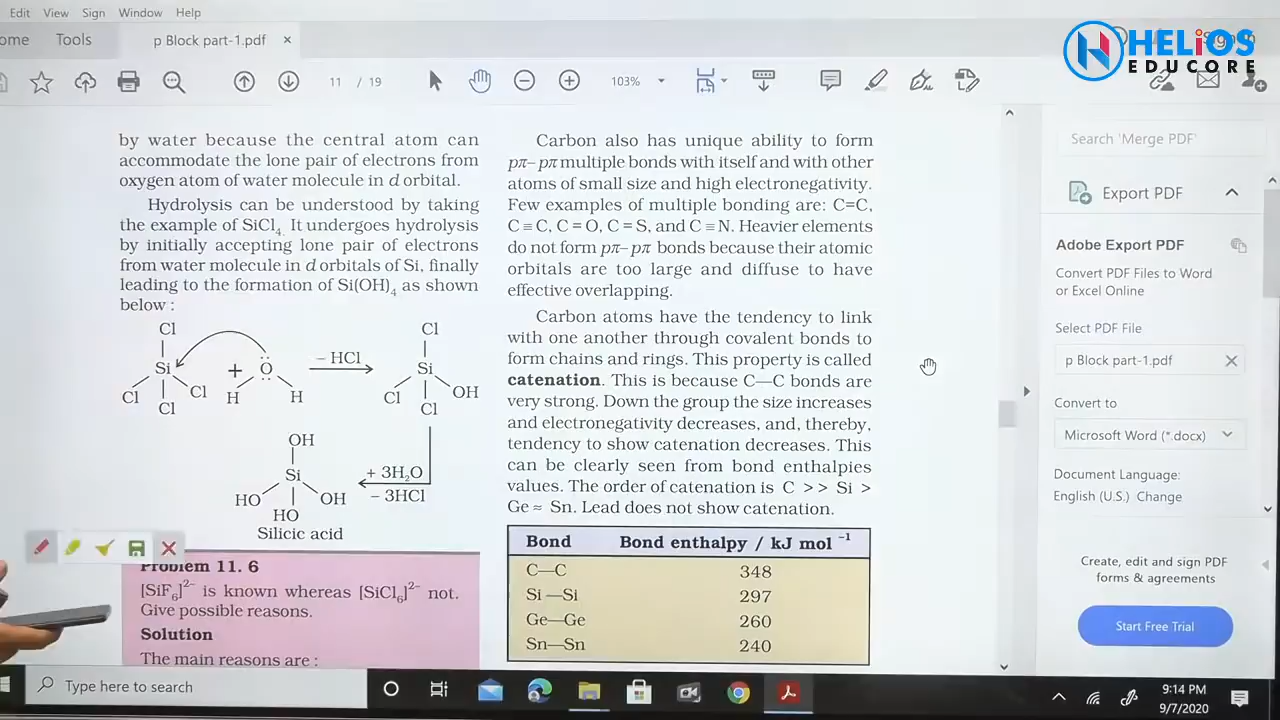 Edit View Sign Window Help
ome Tools p Block part-1.pdf ×
HELiOS
EDUCORE
11 / 19 103%
by water because the central atom can
accommodate the lone pair of electrons from
oxygen atom of water molecule in d orbital.
Hydrolysis can be understood by taking
the example of SiCl₄. It undergoes hydrolysis
by initially accepting lone pair of electrons
from water molecule in d orbitals of Si, finally
leading to the formation of Si(OH)₄ as shown
below :
Cl
Si
Cl Cl
Cl
+
O
H H
– HCl
Cl
Si
Cl OH
Cl
OH
Si
HO OH
HO
+ 3H₂O
– 3HCl
Silicic acid
Problem 11. 6
[SiF₆]²⁻ is known whereas [SiCl₆]²⁻ not.
Give possible reasons.
Solution
The main reasons are :
Carbon also has unique ability to form
pπ– pπ multiple bonds with itself and with other
atoms of small size and high electronegativity.
Few examples of multiple bonding are: C=C,
C ≡ C, C = O, C = S, and C ≡ N. Heavier elements
do not form pπ– pπ bonds because their atomic
orbitals are too large and diffuse to have
effective overlapping.
Carbon atoms have the tendency to link
with one another through covalent bonds to
form chains and rings. This property is called
catenation. This is because C—C bonds are
very strong. Down the group the size increases
and electronegativity decreases, and, thereby,
tendency to show catenation decreases. This
can be clearly seen from bond enthalpies
values. The order of catenation is C > > Si >
Ge ≈ Sn. Lead does not show catenation.
Bond Bond enthalpy / kJ mol ⁻¹
C—C 348
Si —Si 297
Ge—Ge 260
Sn—Sn 240
Search 'Merge PDF'
Export PDF
Adobe Export PDF
Convert PDF Files to Word
or Excel Online
Select PDF File
p Block part-1.pdf ×
Convert to
Microsoft Word (*.docx)
Document Language:
English (U.S.) Change
Create, edit and sign PDF
forms & agreements
Start Free Trial
Type here to search
9:14 PM
9/7/2020